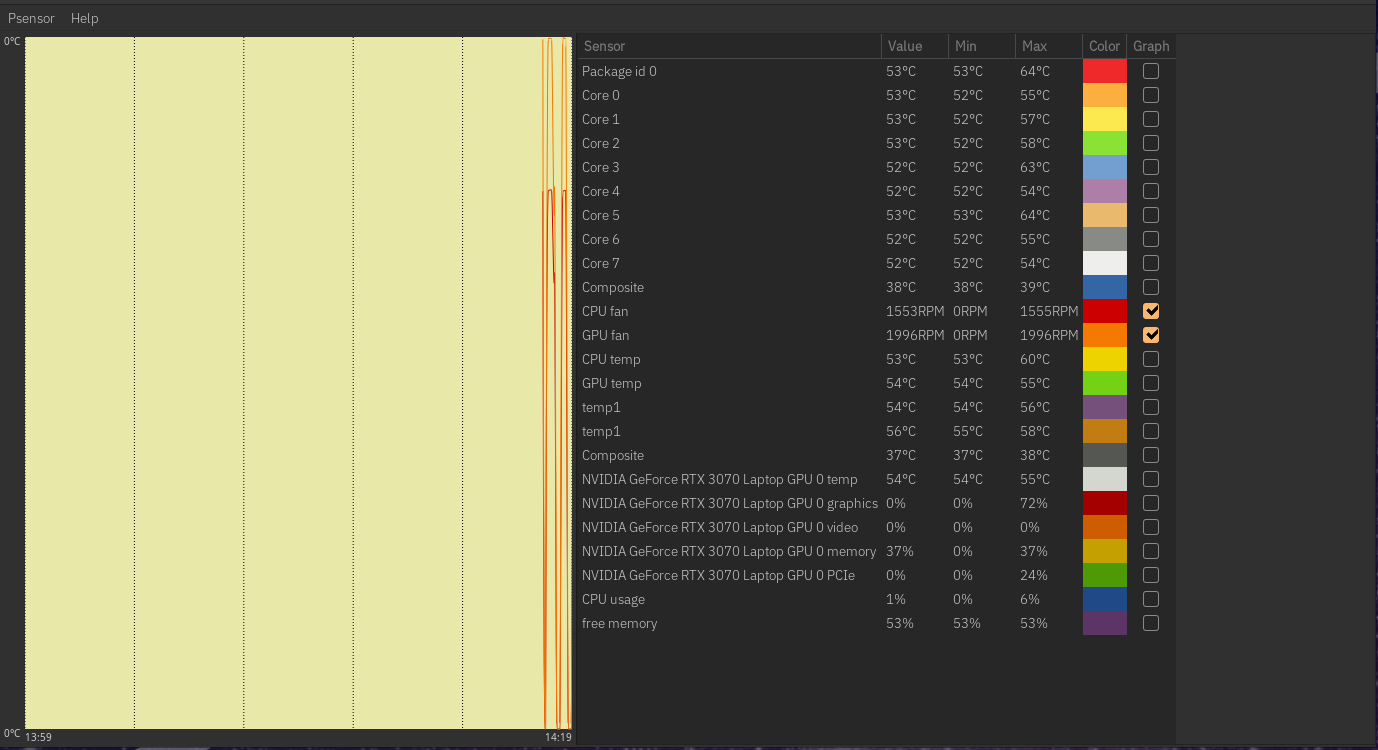 Psensor Help
0°C
0°C
13:59 14:19
Sensor Value Min Max Color Graph
Package id 0 53°C 53°C 64°C
Core 0 53°C 52°C 55°C
Core 1 53°C 52°C 57°C
Core 2 53°C 52°C 58°C
Core 3 52°C 52°C 63°C
Core 4 52°C 52°C 54°C
Core 5 53°C 53°C 64°C
Core 6 52°C 52°C 55°C
Core 7 52°C 52°C 54°C
Composite 38°C 38°C 39°C
CPU fan 1553RPM 0RPM 1555RPM
GPU fan 1996RPM 0RPM 1996RPM
CPU temp 53°C 53°C 60°C
GPU temp 54°C 54°C 55°C
temp1 54°C 54°C 56°C
temp1 56°C 55°C 58°C
Composite 37°C 37°C 38°C
NVIDIA GeForce RTX 3070 Laptop GPU 0 temp 54°C 54°C 55°C
NVIDIA GeForce RTX 3070 Laptop GPU 0 graphics 0% 0% 72%
NVIDIA GeForce RTX 3070 Laptop GPU 0 video 0% 0% 0%
NVIDIA GeForce RTX 3070 Laptop GPU 0 memory 37% 0% 37%
NVIDIA GeForce RTX 3070 Laptop GPU 0 PCIe 0% 0% 24%
CPU usage 1% 0% 6%
free memory 53% 53% 53%